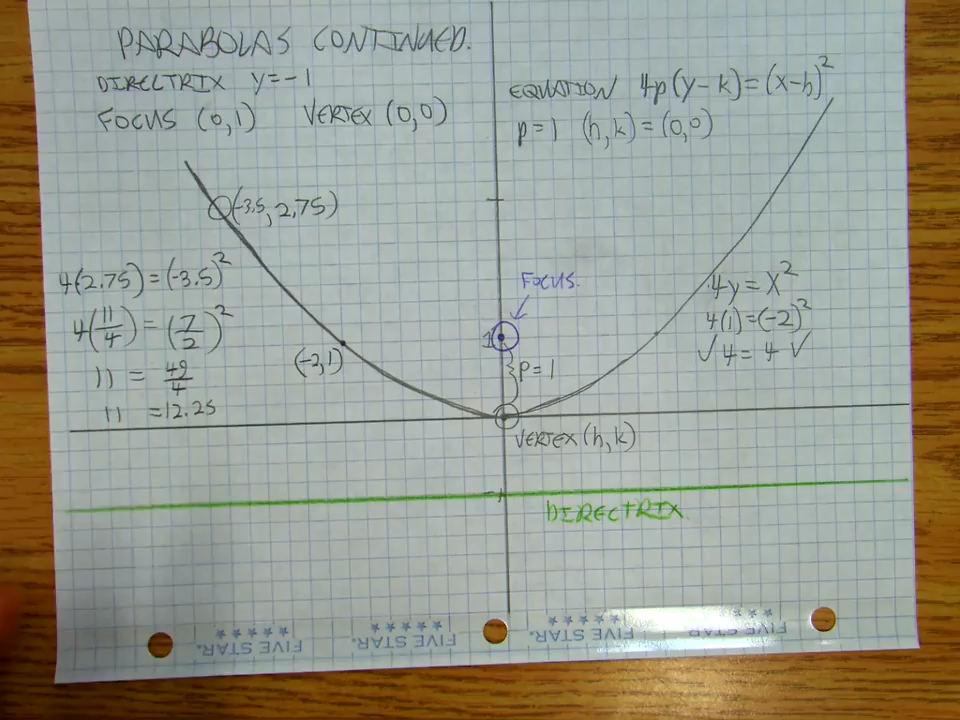 PARABOLAS CONTINUED.
DIRECTRIX y=-1
FOCUS (0,1) VERTEX (0,0)
EQUATION 4p(y-k)=(x-h)²
p=1 (h,k)=(0,0)
(-3.5, 2.75)
4(2.75)=(-3.5)²
4(11/4)=(7/2)²
11 = 49/4
11 =12.25
FOCUS.
1
(-2,1)
p=1
4y=x²
4(1)=(-2)²
✓ 4=4 ✓
VERTEX (h,k)
DIRECTRIX
FIVE STAR.
FIVE STAR.
FIVE STAR.
FIVE STAR.